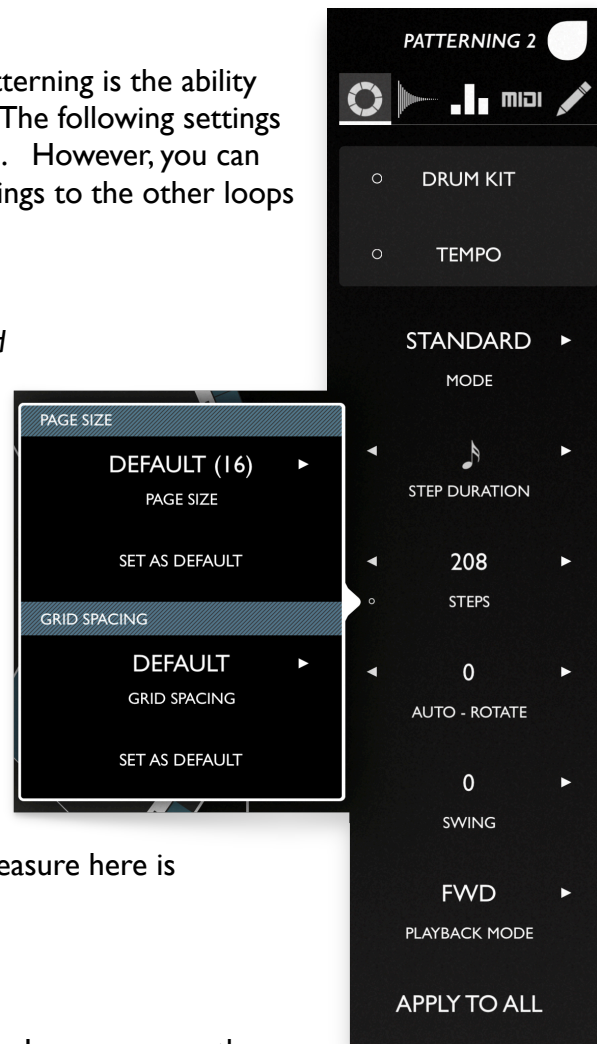 tterning is the ability
The following settings
. However, you can
ings to the other loops
PATTERNING 2
MIDI
DRUM KIT
TEMPO
STANDARD
MODE
STEP DURATION
208
STEPS
0
AUTO - ROTATE
0
SWING
FWD
PLAYBACK MODE
APPLY TO ALL
PAGE SIZE
DEFAULT (16)
PAGE SIZE
SET AS DEFAULT
GRID SPACING
DEFAULT
GRID SPACING
SET AS DEFAULT
easure here is